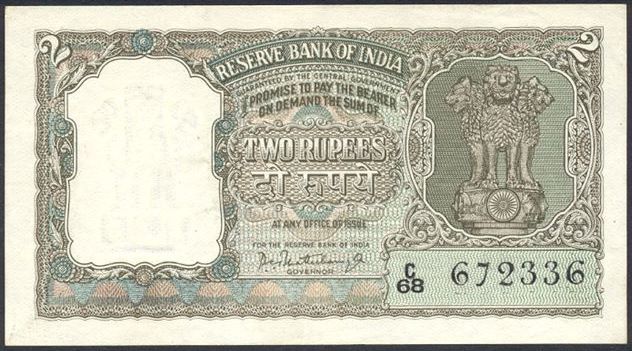 2
2
RESERVE BANK OF INDIA
GUARANTEED BY THE CENTRAL GOVERNMENT
I PROMISE TO PAY THE BEARER
ON DEMAND THE SUM OF
TWO RUPEES
दो रुपये
AT ANY OFFICE OF ISSUE
FOR THE RESERVE BANK OF INDIA
GOVERNOR
C/68 672336